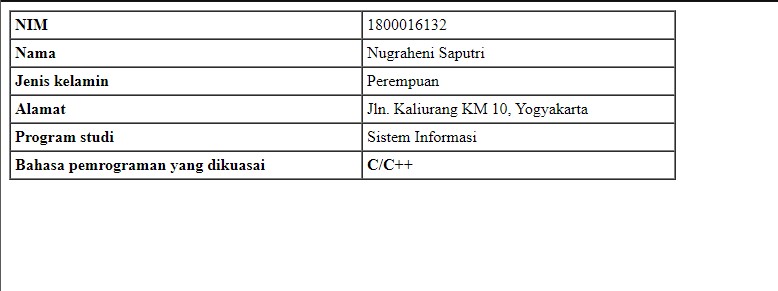 NIM 1800016132
Nama Nugraheni Saputri
Jenis kelamin Perempuan
Alamat Jln. Kaliurang KM 10, Yogyakarta
Program studi Sistem Informasi
Bahasa pemrograman yang dikuasai C/C++